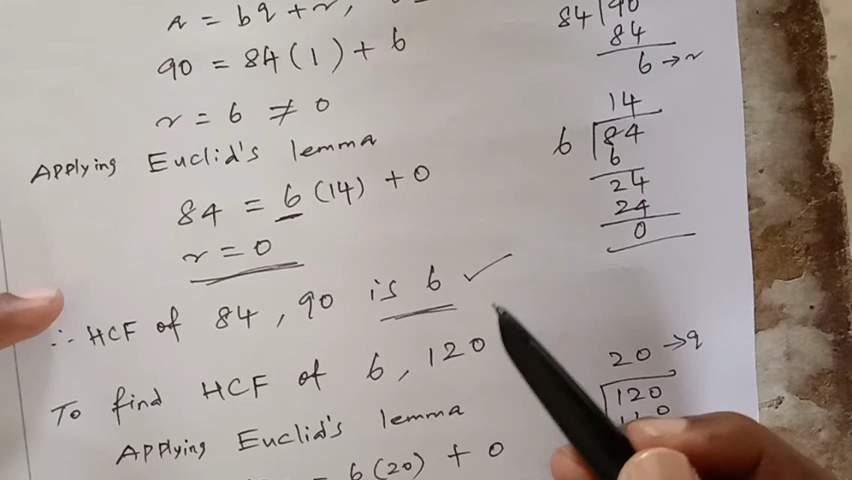 a = bq + r,
90 = 84(1) + 6
r = 6 ≠ 0
Applying Euclid's lemma
84 = 6(14) + 0
r = 0
∴ HCF of 84, 90 is 6 ✓
To find HCF of 6, 120
Applying Euclid's lemma
= 6(20) + 0
84 90
84
6 → r
14
6 84
6
24
24
0
20 → q
120